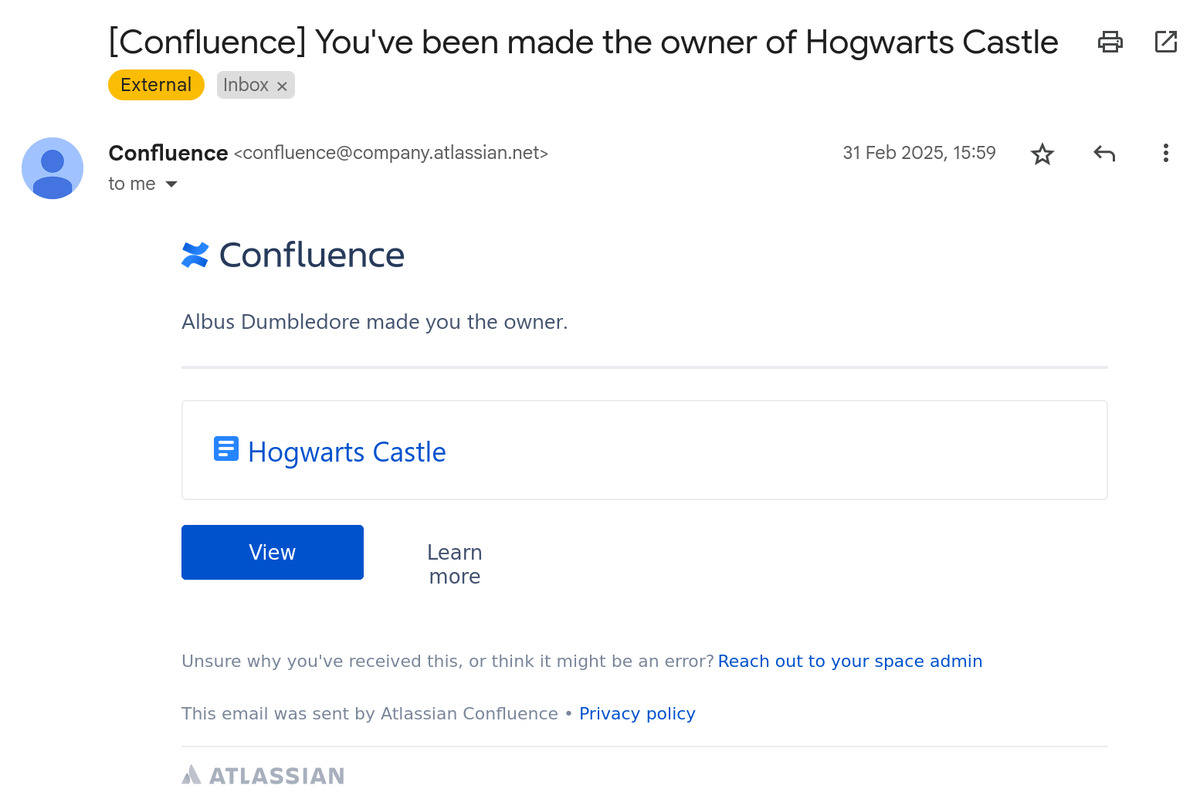 [Confluence] You've been made the owner of Hogwarts Castle
External Inbox ×
Confluence <confluence@company.atlassian.net> 31 Feb 2025, 15:59
to me
Confluence
Albus Dumbledore made you the owner.
Hogwarts Castle
View
Learn
more
Unsure why you've received this, or think it might be an error? Reach out to your space admin
This email was sent by Atlassian Confluence • Privacy policy
ATLASSIAN